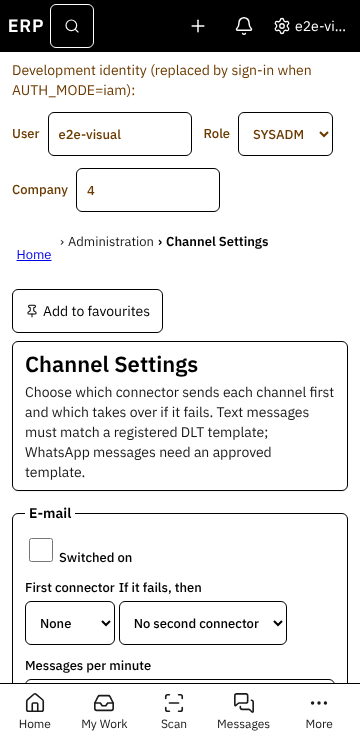 ERP
e2e-vi...
Development identity (replaced by sign-in when
AUTH_MODE=iam):
User e2e-visual Role SYSADM
Company 4
Home › Administration › Channel Settings
Add to favourites
Channel Settings
Choose which connector sends each channel first
and which takes over if it fails. Text messages
must match a registered DLT template;
WhatsApp messages need an approved
template.
E-mail
Switched on
First connector If it fails, then
None No second connector
Messages per minute
Home My Work Scan Messages More